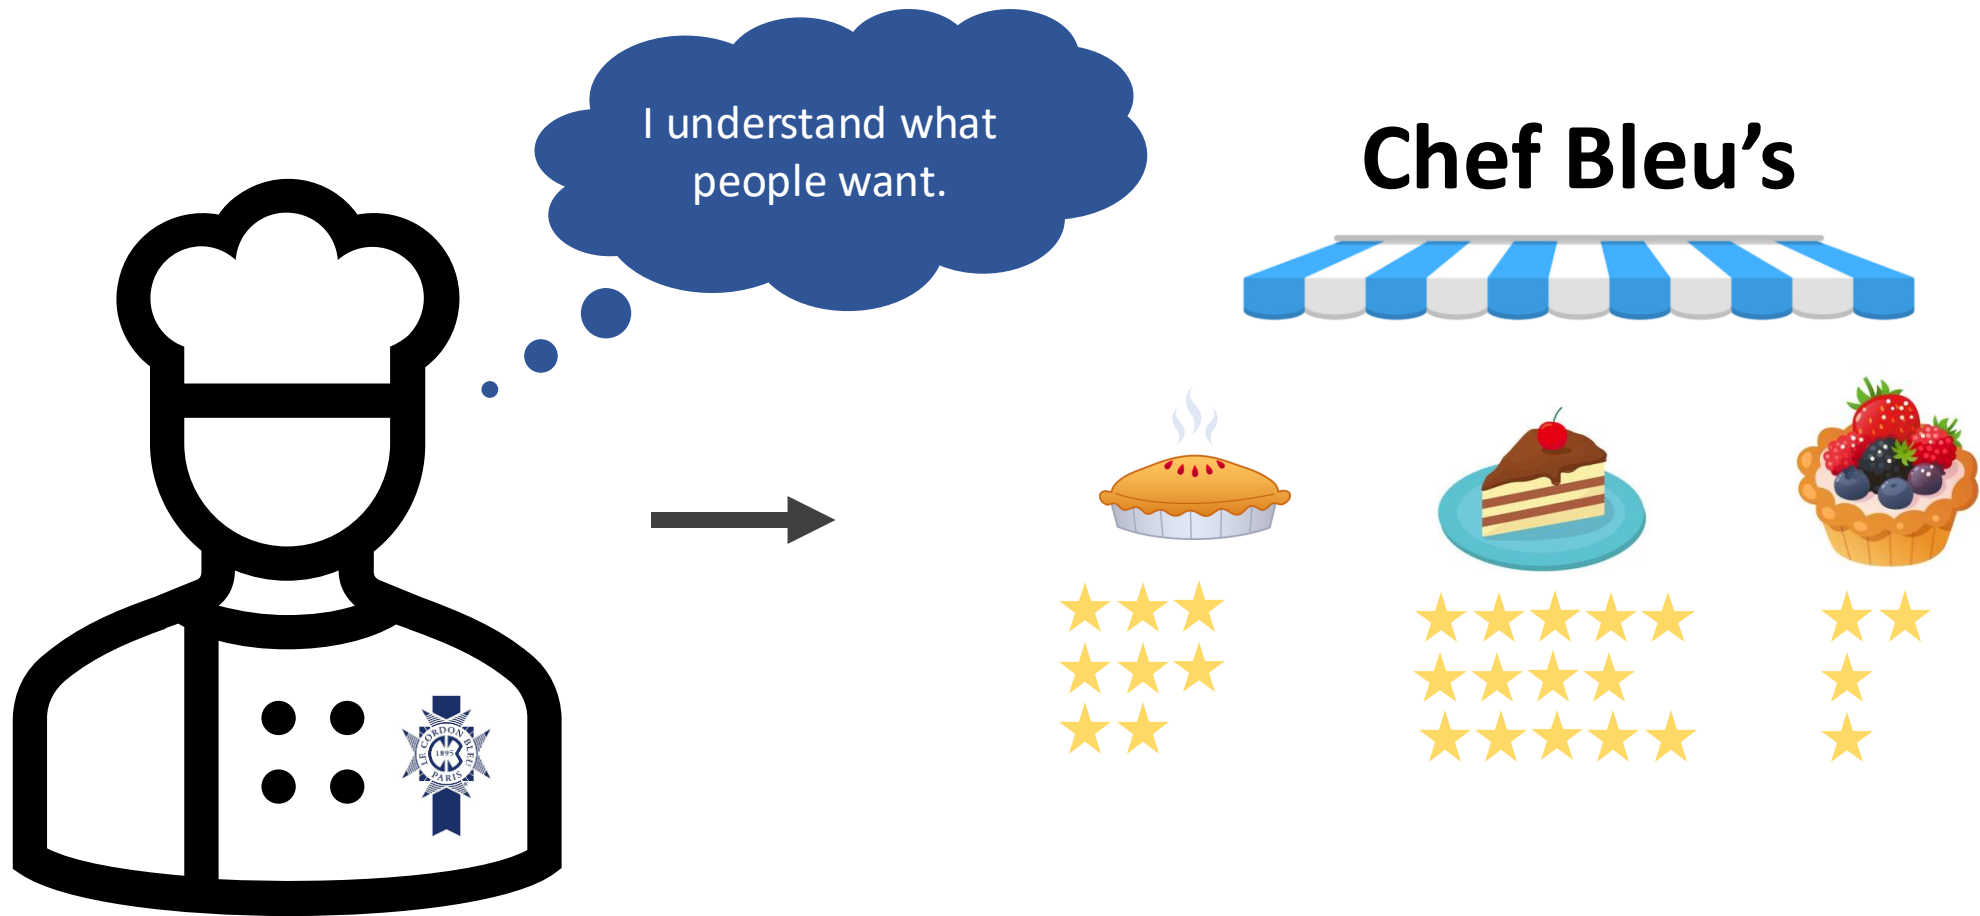 I understand what
people want.
Chef Bleu's
LE CORDON BLEU
1895
PARIS